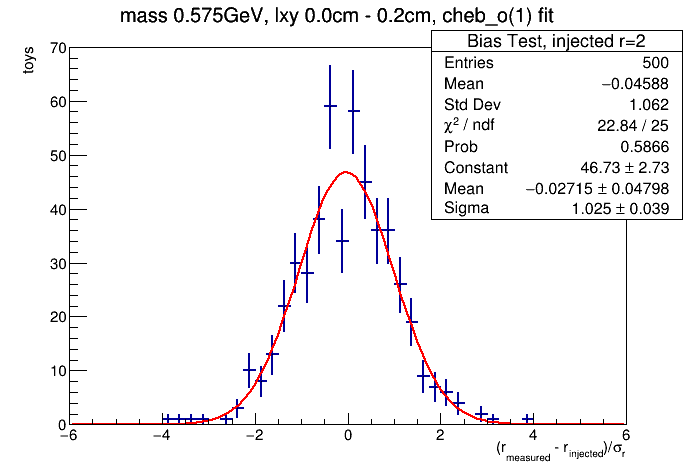 mass 0.575GeV, lxy 0.0cm - 0.2cm, cheb_o(1) fit
Bias Test, injected r=2
Entries 500
Mean −0.04588
Std Dev 1.062
χ² / ndf 22.84 / 25
Prob 0.5866
Constant 46.73 ± 2.73
Mean −0.02715 ± 0.04798
Sigma 1.025 ± 0.039
toys
70
60
50
40
30
20
10
0
−6 −4 −2 0 2 4 6
(r_measured - r_injected)/σ_r